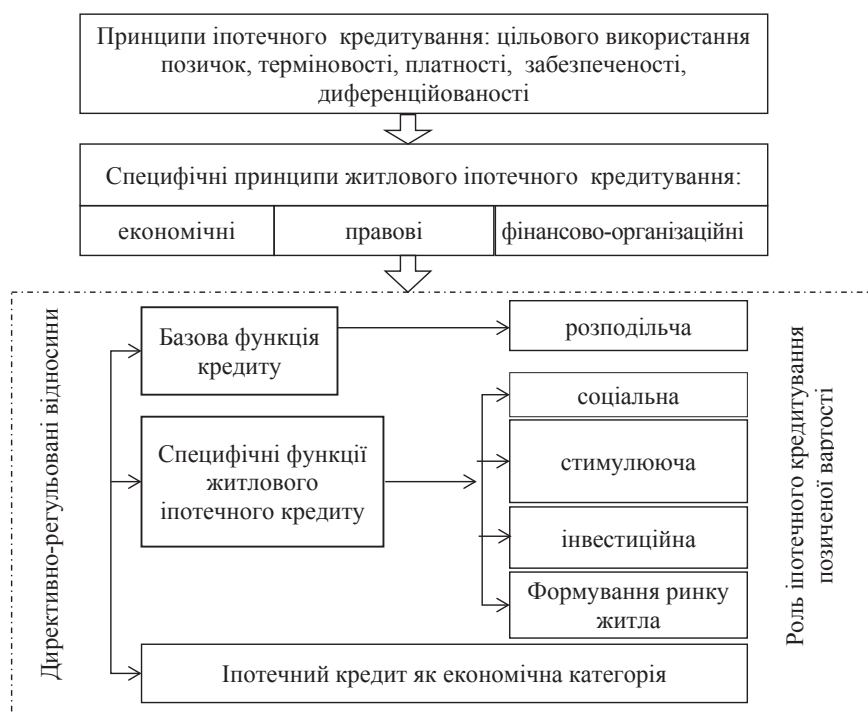 Принципи іпотечного кредитування: цільового використання
позичок, терміновості, платності, забезпеченості,
диференційованості
Специфічні принципи житлового іпотечного кредитування:
економічні
правові
фінансово-організаційні
Директивно-регульовані відносини
Базова функція
кредиту
розподільча
Специфічні функції
житлового
іпотечного кредиту
соціальна
стимулююча
інвестиційна
Формування ринку
житла
Іпотечний кредит як економічна категорія
Роль іпотечного кредитування
позиченої вартості